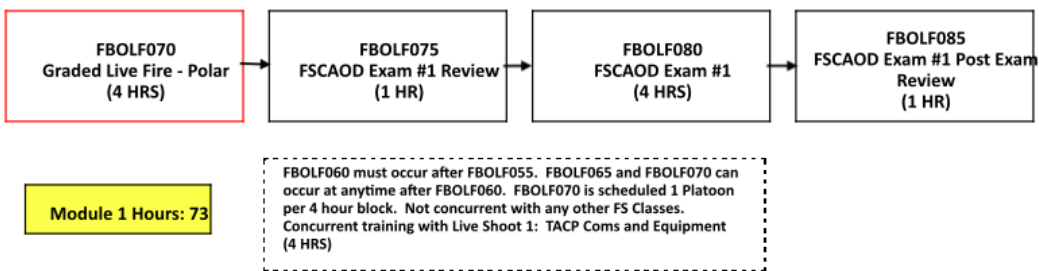 FBOLF070
Graded Live Fire - Polar
(4 HRS)
FBOLF075
FSCAOD Exam #1 Review
(1 HR)
FBOLF080
FSCAOD Exam #1
(4 HRS)
FBOLF085
FSCAOD Exam #1 Post Exam
Review
(1 HR)
Module 1 Hours: 73
FBOLF060 must occur after FBOLF055.  FBOLF065 and FBOLF070 can
occur at anytime after FBOLF060.  FBOLF070 is scheduled 1 Platoon
per 4 hour block.  Not concurrent with any other FS Classes.
Concurrent training with Live Shoot 1:  TACP Coms and Equipment
(4 HRS)